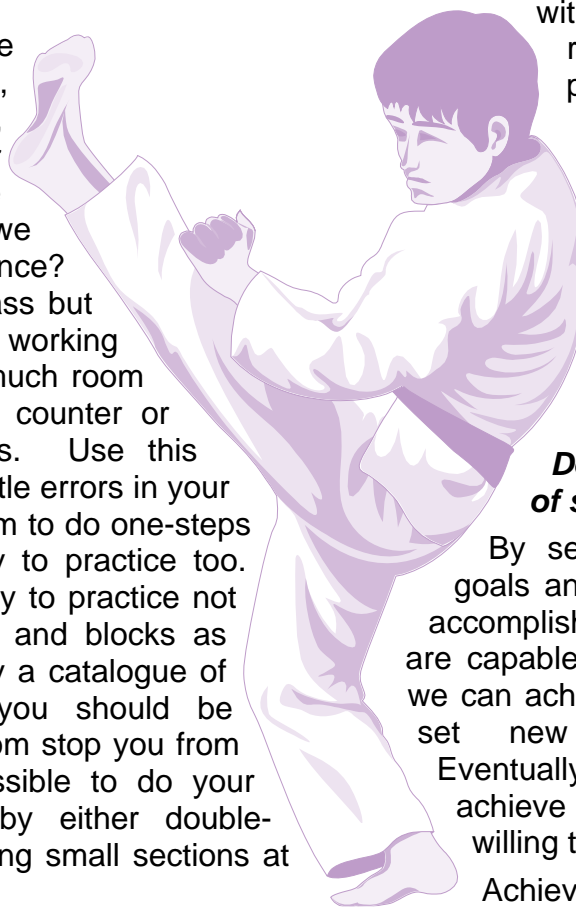 e
,
we
nce?
ass but
working
much room
counter or
s. Use this
ttle errors in your
m to do one-steps
y to practice too.
y to practice not
and blocks as
y a catalogue of
you should be
om stop you from
ssible to do your
by either double-
ing small sections at
wit
r
p
D
of s
By se
goals an
accomplish
are capable
we can ach
set new
Eventually
achieve
willing t
Achiev